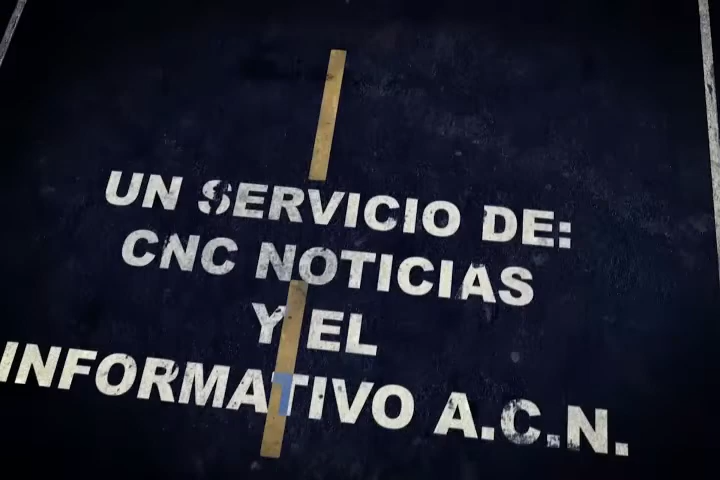 UN SERVICIO DE:
CNC NOTICIAS
Y EL
INFORMATIVO A.C.N.